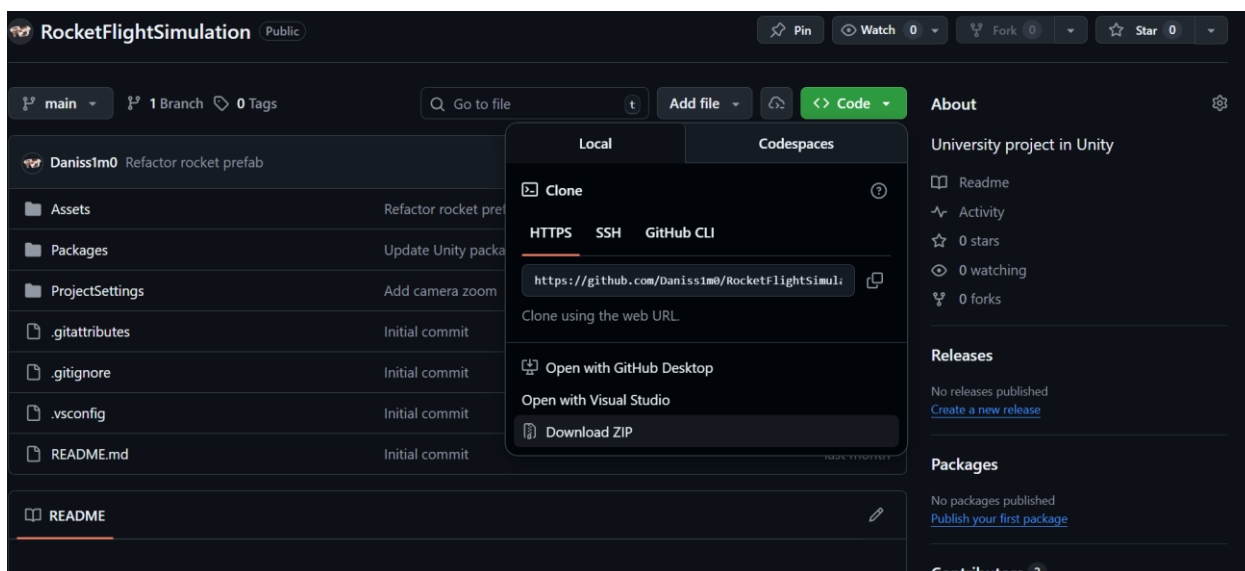 RocketFlightSimulation Public
Pin
Watch 0
Fork 0
Star 0
main
1 Branch
0 Tags
Go to file t
Add file
Code
Daniss1m0 Refactor rocket prefab
Assets Refactor rocket pref
Packages Update Unity packa
ProjectSettings Add camera zoom
.gitattributes Initial commit
.gitignore Initial commit
.vsconfig Initial commit
README.md Initial commit last month
README
Local Codespaces
Clone
HTTPS SSH GitHub CLI
https://github.com/Daniss1m0/RocketFlightSimula
Clone using the web URL.
Open with GitHub Desktop
Open with Visual Studio
Download ZIP
About
University project in Unity
Readme
Activity
0 stars
0 watching
0 forks
Releases
No releases published
Create a new release
Packages
No packages published
Publish your first package